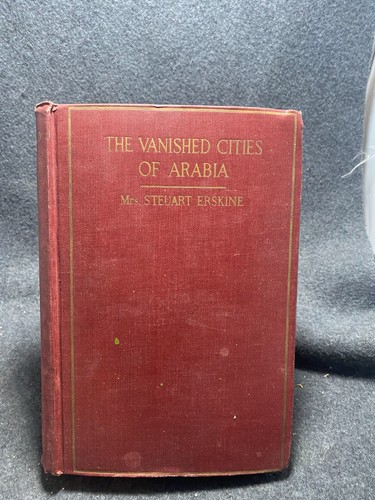 THE VANISHED CITIES
OF ARABIA
Mrs. STEUART ERSKINE